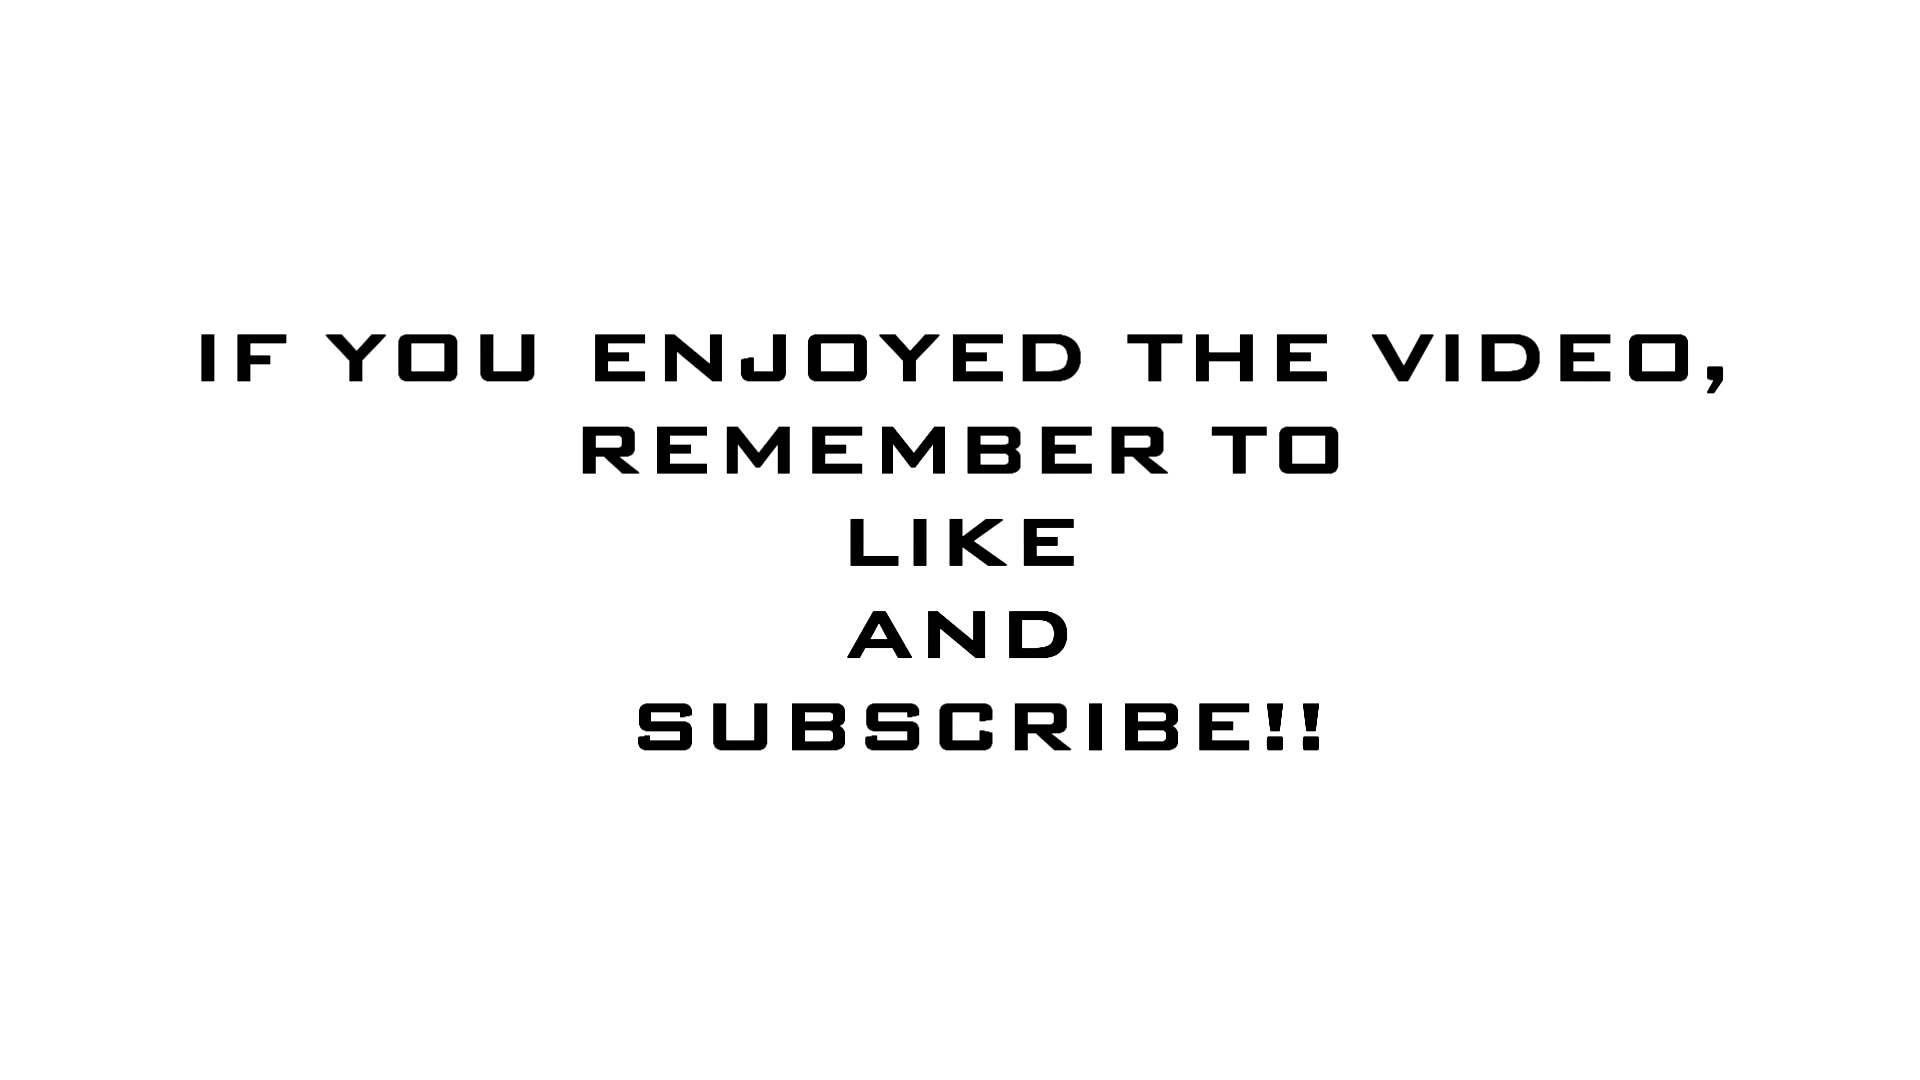 IF YOU ENJOYED THE VIDEO,
REMEMBER TO
LIKE
AND
SUBSCRIBE!!